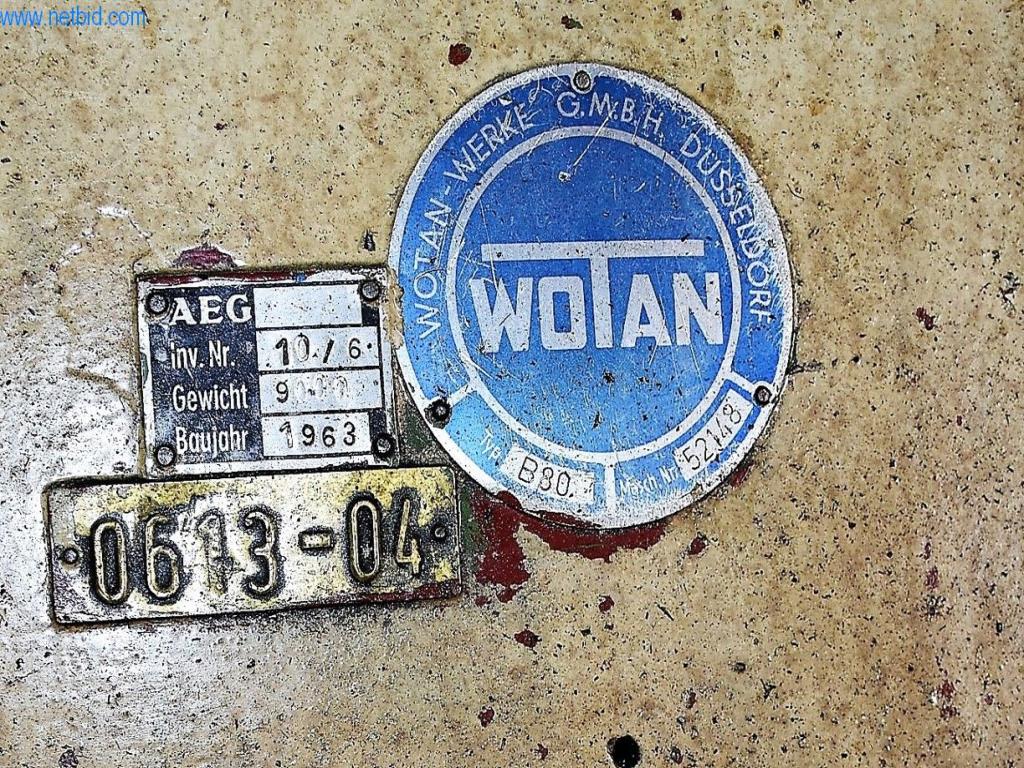 www.netbid.com
WOTAN-WERKE G.M.B.H. DÜSSELDORF
WOTAN
Typ B80.
Masch Nr. 52148
AEG
inv. Nr. 10./6.
Gewicht
Baujahr 1963
0613-04